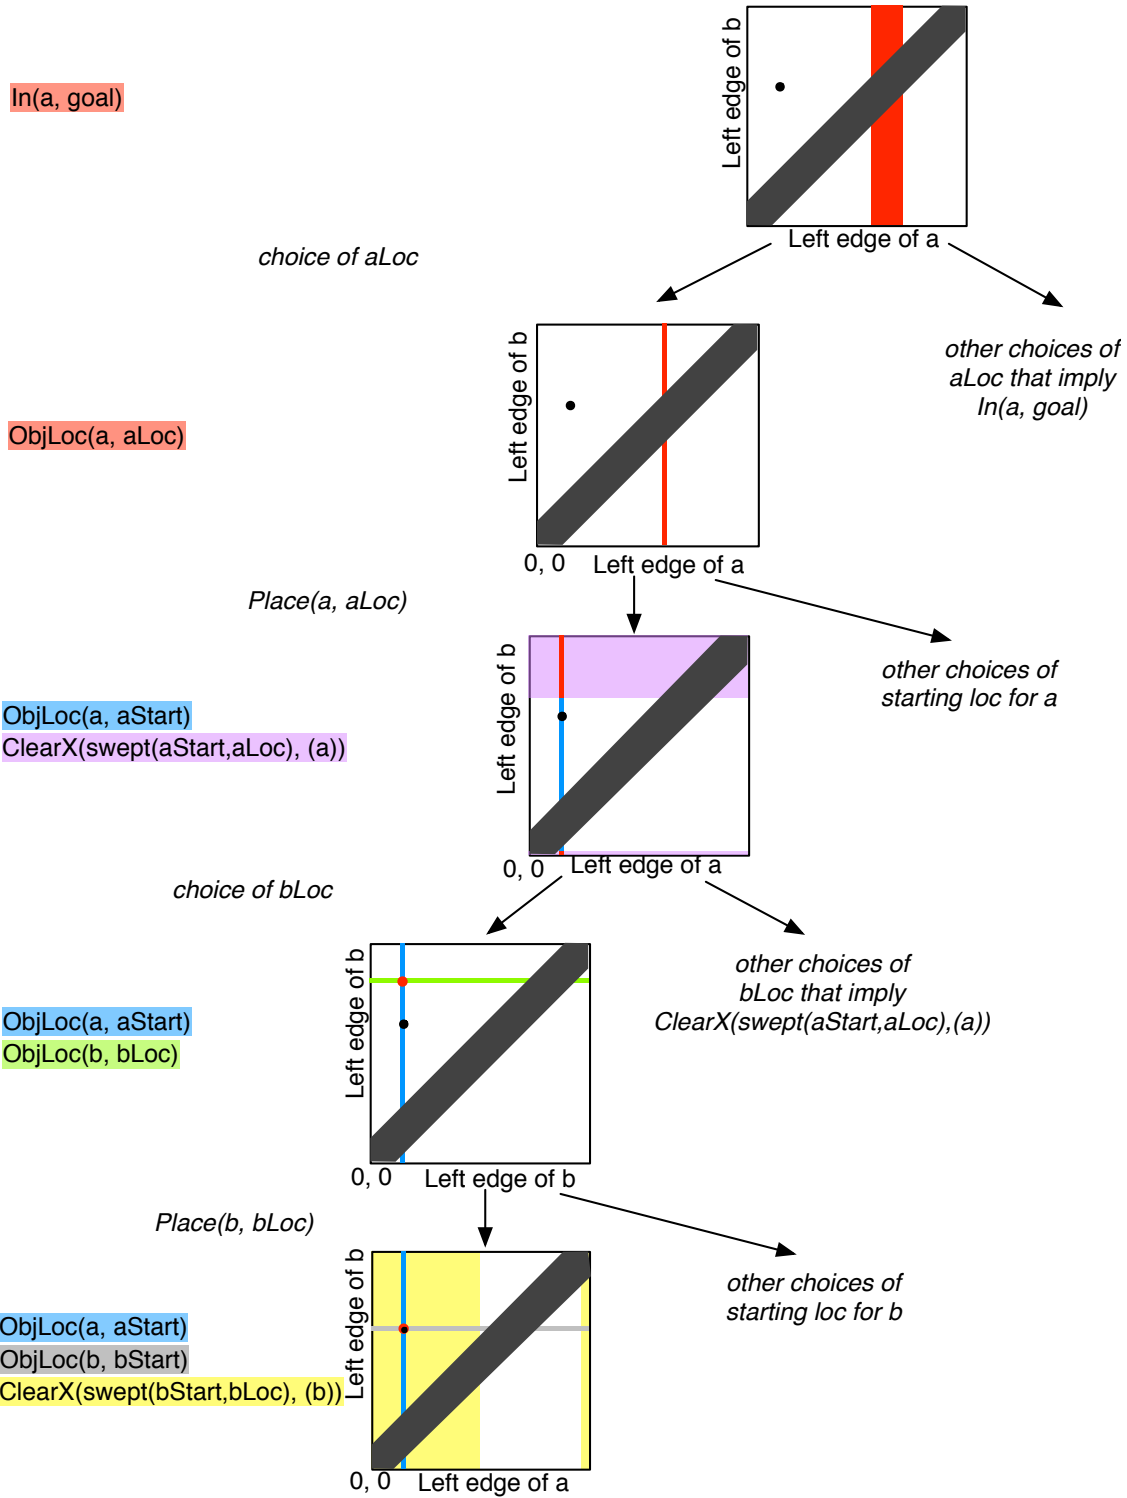 Left edge of b
In(a, goal)
Left edge of a
choice of aLoc
other choices of
aLoc that imply
In(a, goal)
Left edge of b
ObjLoc(a, aLoc)
0, 0
Left edge of a
Place(a, aLoc)
Left edge of b
other choices of
starting loc for a
ObjLoc(a, aStart)
ClearX(swept(aStart,aLoc), (a))
0, 0
Left edge of a
choice of bLoc
Left edge of b
other choices of
bLoc that imply
ClearX(swept(aStart,aLoc),(a))
ObjLoc(a, aStart)
ObjLoc(b, bLoc)
0, 0
Left edge of b
Place(b, bLoc)
Left edge of b
other choices of
starting loc for b
ObjLoc(a, aStart)
ObjLoc(b, bStart)
ClearX(swept(bStart,bLoc), (b))
0, 0
Left edge of a